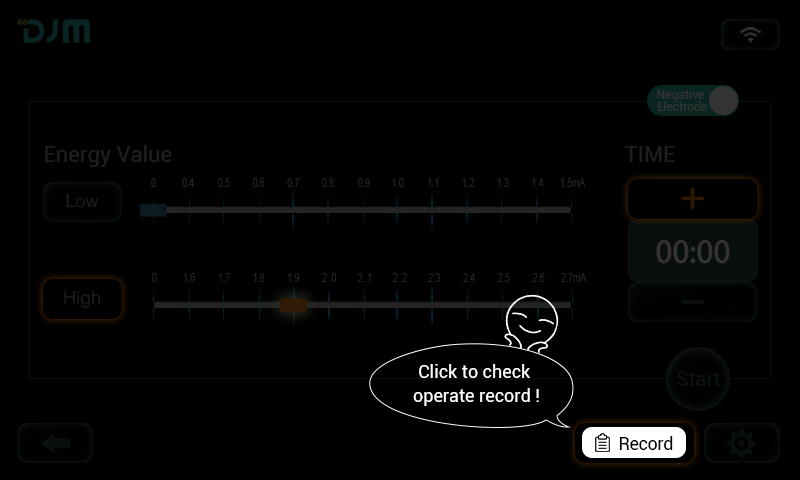 4.0 DJM
Negative
Electrode
Energy Value
TIME
0 0.4 0.5 0.6 0.7 0.8 0.9 1.0 1.1 1.2 1.3 1.4 1.5mA
Low
00:00
0 1.6 1.7 1.8 1.9 2.0 2.1 2.2 2.3 2.4 2.5 2.6 2.7mA
High
Click to check
operate record !
Start
Record